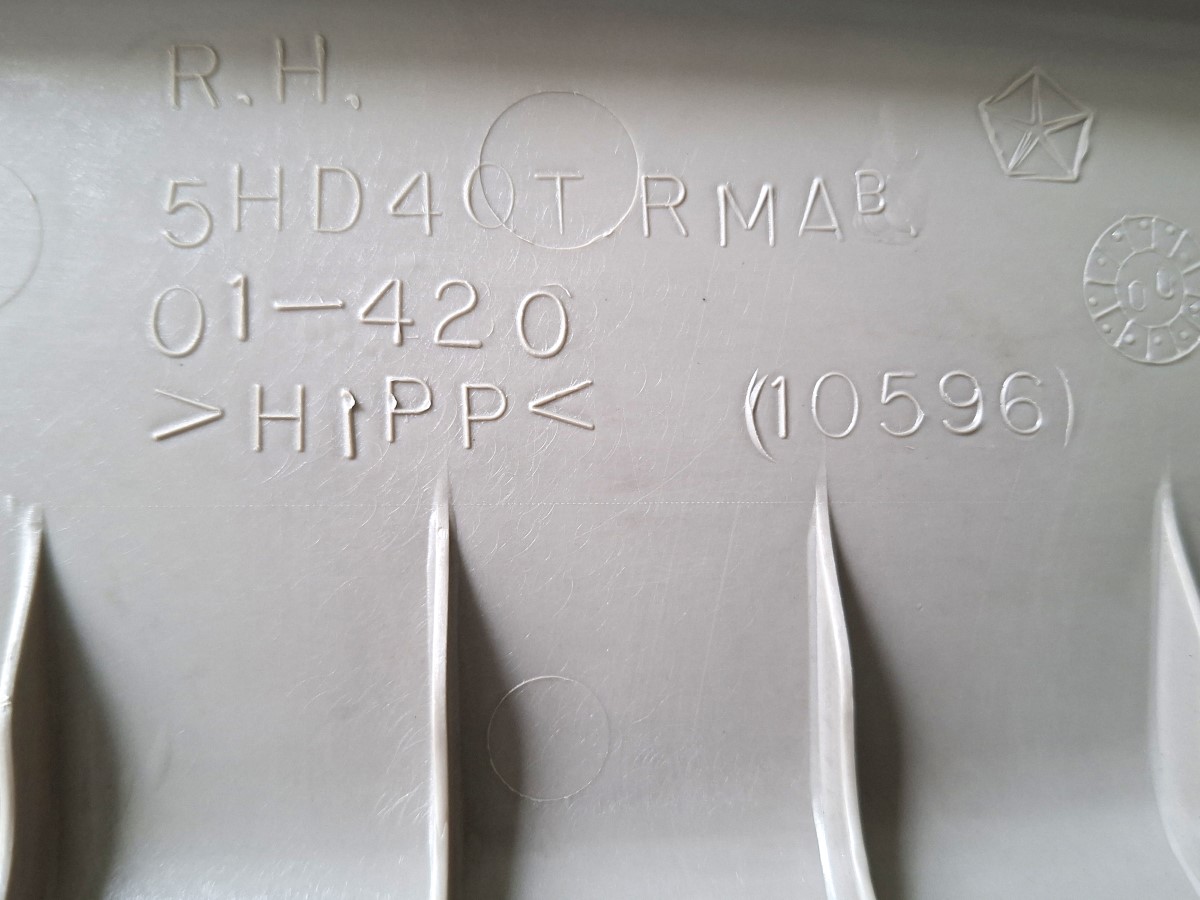 R.H.
5HD40TRMAB
01-420
>HIPP< (10596)